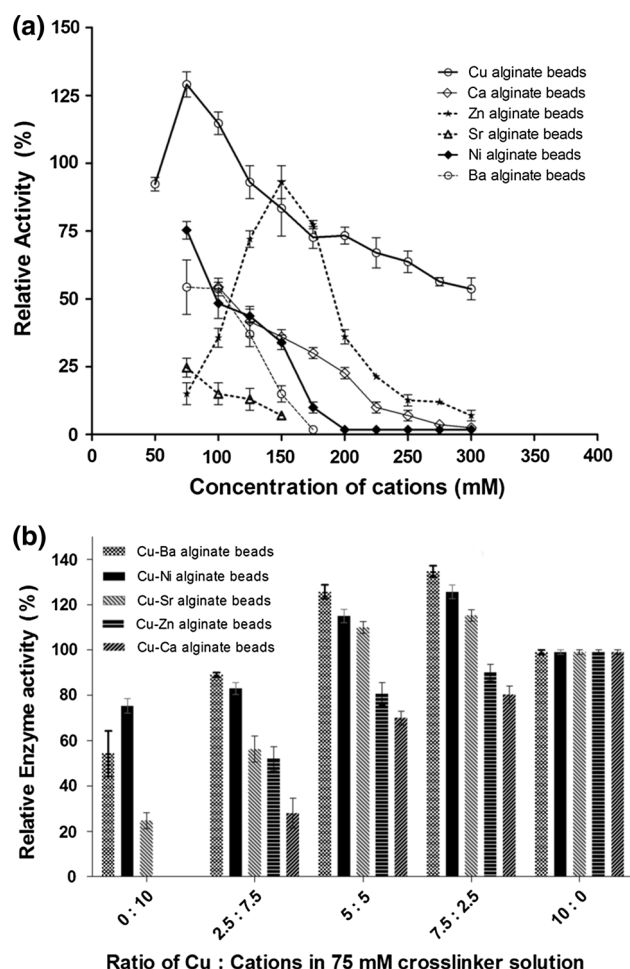 (a)
150
125
100
75
50
25
0
Relative Activity (%)
Cu alginate beads
Ca alginate beads
Zn alginate beads
Sr alginate beads
Ni alginate beads
Ba alginate beads
0 50 100 150 200 250 300 350 400
Concentration of cations (mM)
(b)
140
120
100
80
60
40
20
0
Relative Enzyme activity (%)
Cu-Ba alginate beads
Cu-Ni alginate beads
Cu-Sr alginate beads
Cu-Zn alginate beads
Cu-Ca alginate beads
0 : 10
2.5 : 7.5
5 : 5
7.5 : 2.5
10 : 0
Ratio of Cu : Cations in 75 mM crosslinker solution